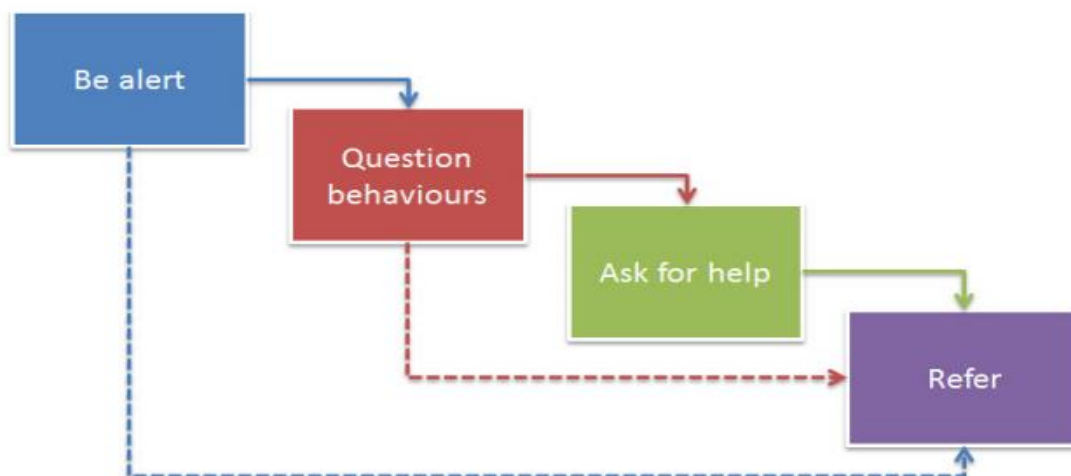 Be alert
Question
behaviours
Ask for help
Refer